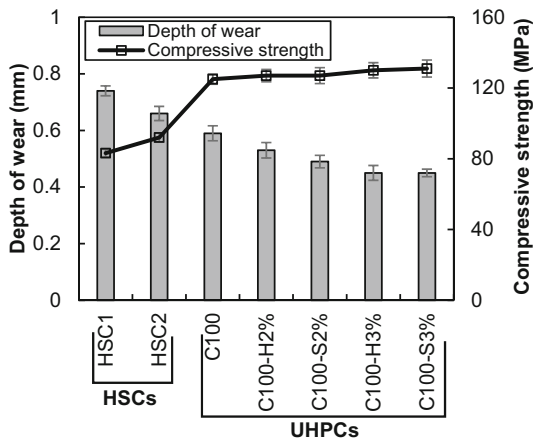 Depth of wear
Compressive strength
Depth of wear (mm)
1
0.8
0.6
0.4
0.2
0
Compressive strength (MPa)
160
120
80
40
0
HSC1
HSC2
C100
C100-H2%
C100-S2%
C100-H3%
C100-S3%
HSCs
UHPCs